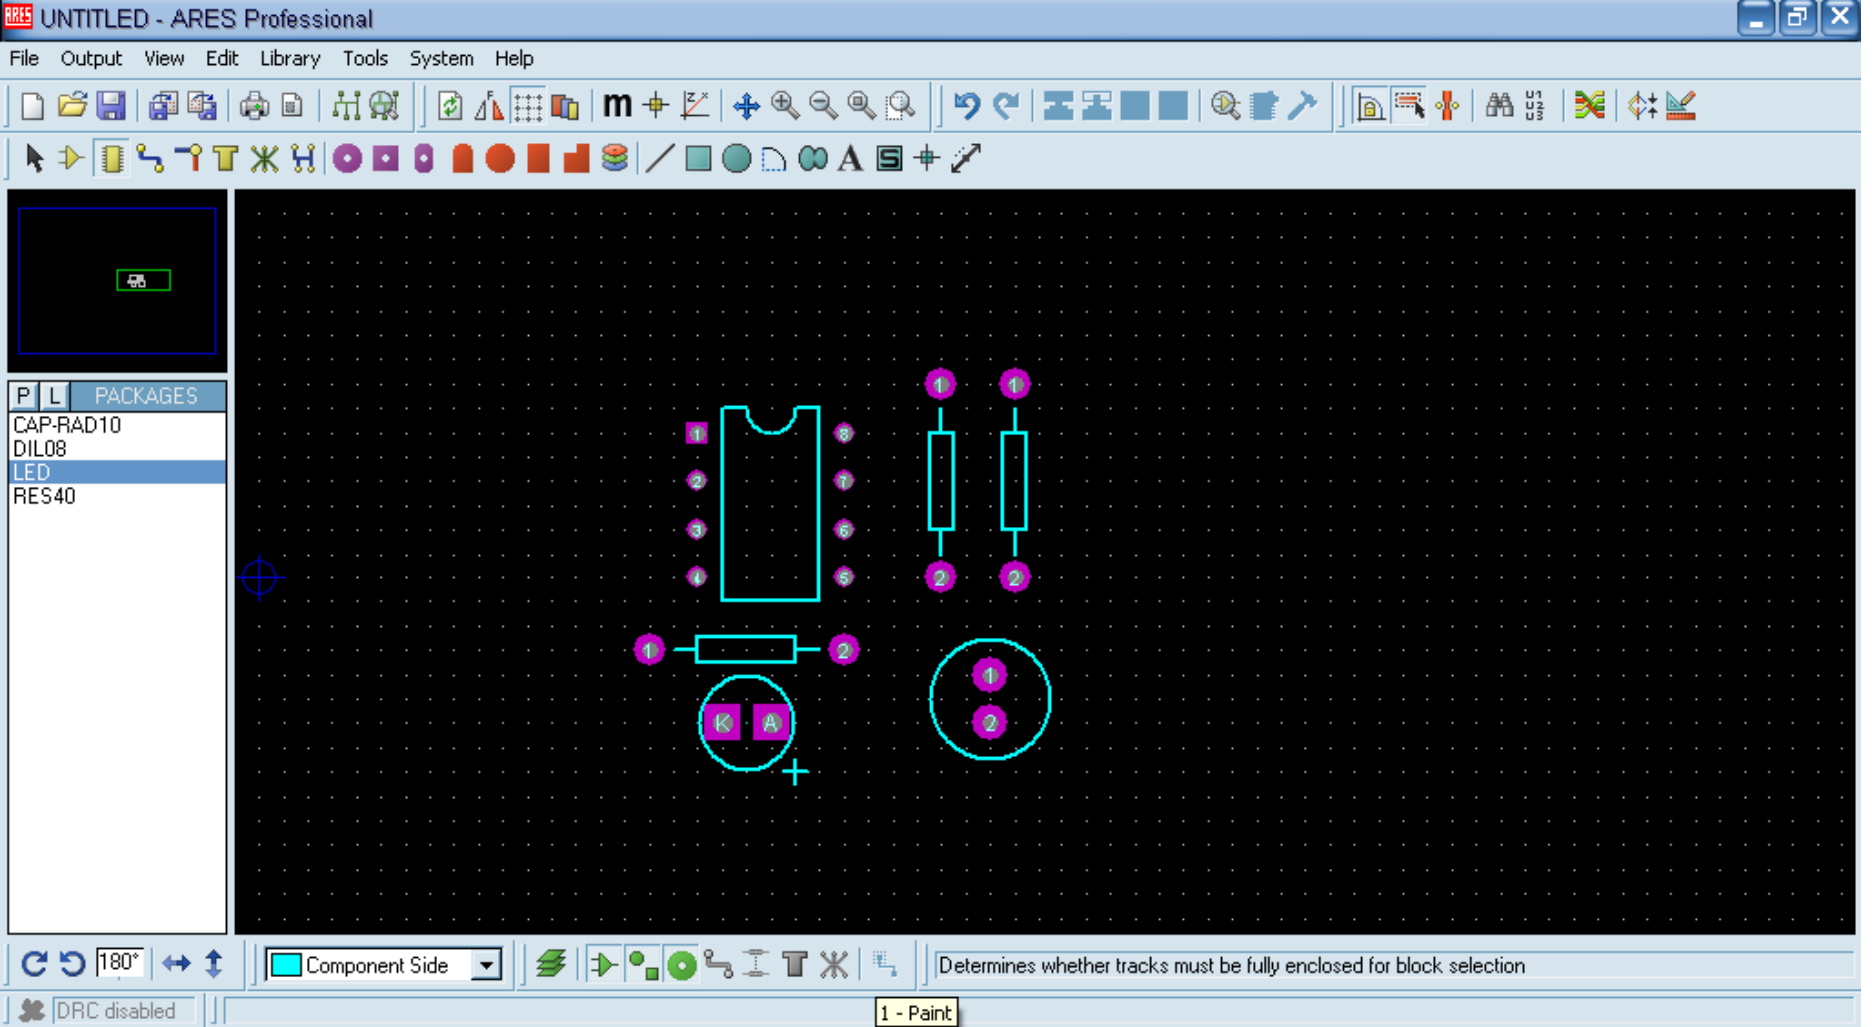 ARES UNTITLED - ARES Professional
File Output View Edit Library Tools System Help
m
A S
P L PACKAGES
CAP-RAD10
DIL08
LED
RES40
1 1
1 8
2 7
3 6
4 5
2 2
1 2
1
K A 2
180° Component Side Determines whether tracks must be fully enclosed for block selection
DRC disabled
1 - Paint